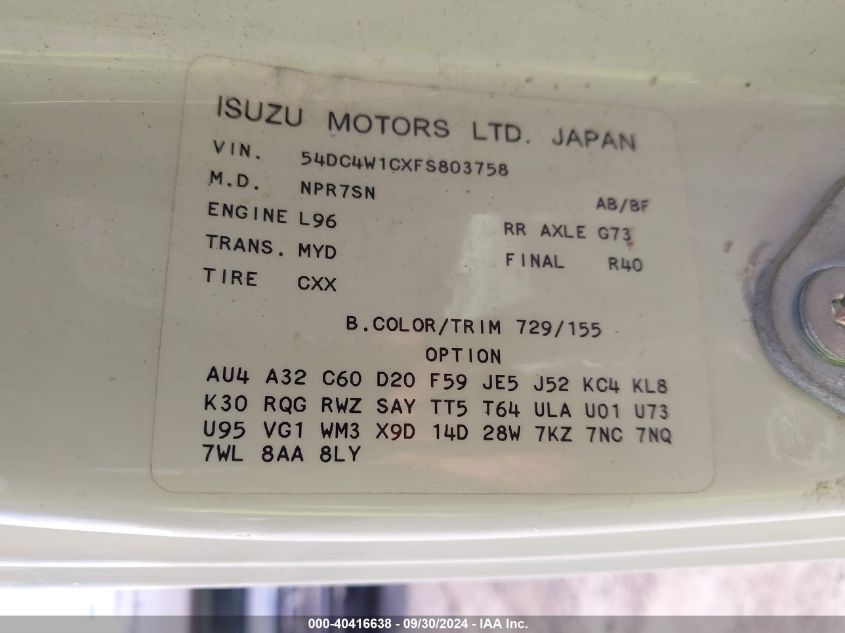 ISUZU MOTORS LTD. JAPAN
VIN. 54DC4W1CXFS803758
M.D. NPR7SN AB/BF
ENGINE L96 RR AXLE G73
TRANS. MYD FINAL R40
TIRE CXX
B.COLOR/TRIM 729/155
OPTION
AU4 A32 C60 D20 F59 JE5 J52 KC4 KL8
K30 RQG RWZ SAY TT5 T64 ULA U01 U73
U95 VG1 WM3 X9D 14D 28W 7KZ 7NC 7NQ
7WL 8AA 8LY
000-40416638 - 09/30/2024 - IAA Inc.